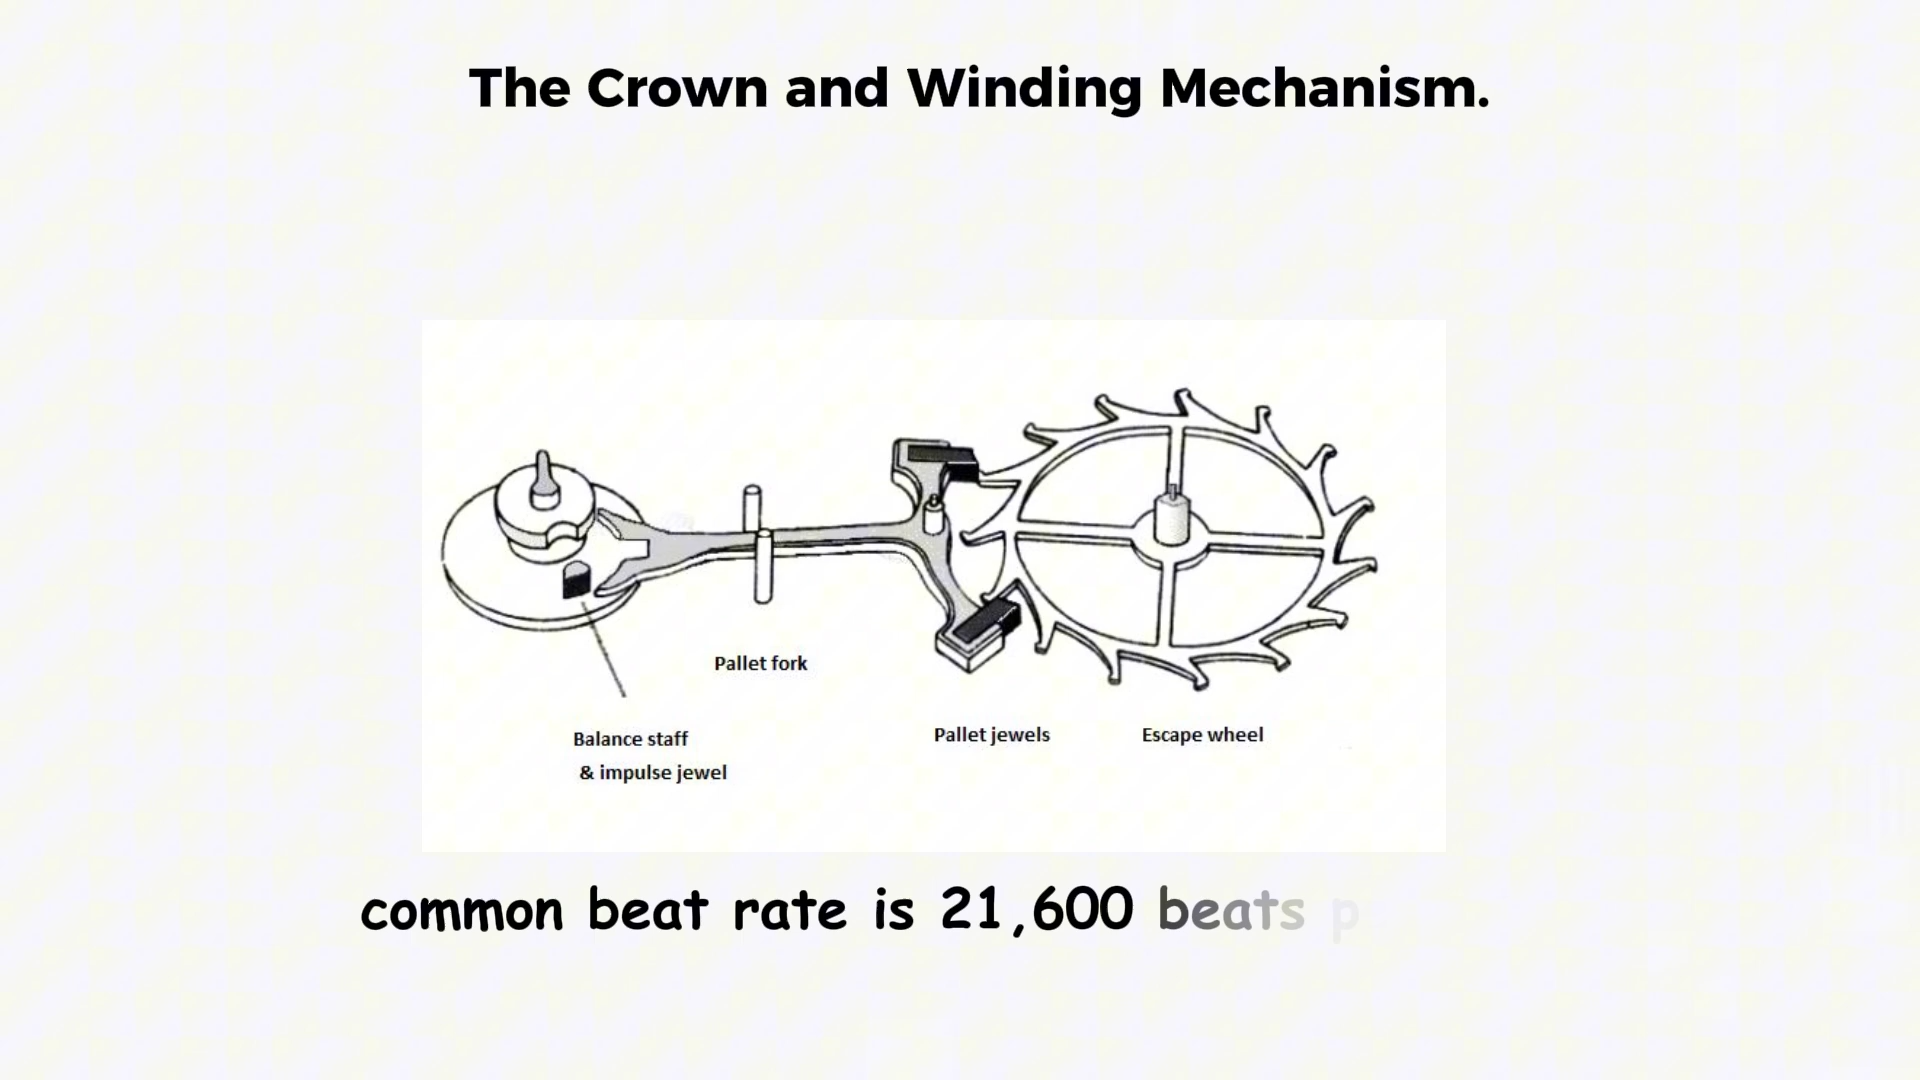 The Crown and Winding Mechanism.
Pallet fork
Balance staff
& impulse jewel
Pallet jewels
Escape wheel
common beat rate is 21,600 beats p